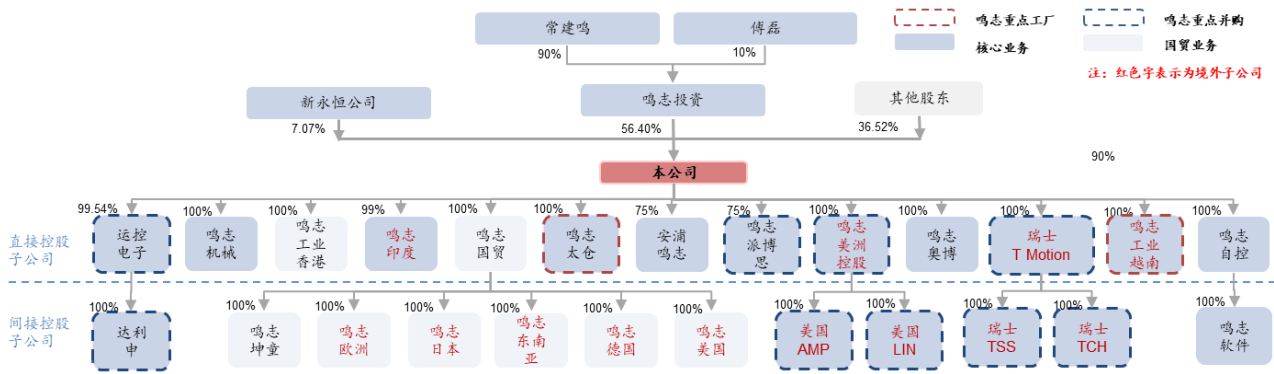 常建鸣
傅磊
鸣志重点工厂
鸣志重点并购
核心业务
国贸业务
90%
10%
注：红色字表示为境外子公司
新永恒公司
鸣志投资
其他股东
7.07%
56.40%
36.52%
90%
本公司
99.54%
100%
100%
99%
100%
100%
75%
75%
100%
100%
100%
100%
直接控股
子公司
运控
电子
鸣志
机械
鸣志
工业
香港
鸣志
印度
鸣志
国贸
鸣志
太仓
安浦
鸣志
鸣志
派博
思
鸣志
美洲
控股
鸣志
奥博
瑞士
T Motion
鸣志
工业
越南
鸣志
自控
100%
100%
100%
100%
100%
100%
100%
100%
100%
100%
100%
100%
间接控股
子公司
达利
申
鸣志
坤童
鸣志
欧洲
鸣志
日本
鸣志
东南
亚
鸣志
德国
鸣志
美国
美国
AMP
美国
LIN
瑞士
TSS
瑞士
TCH
鸣志
软件